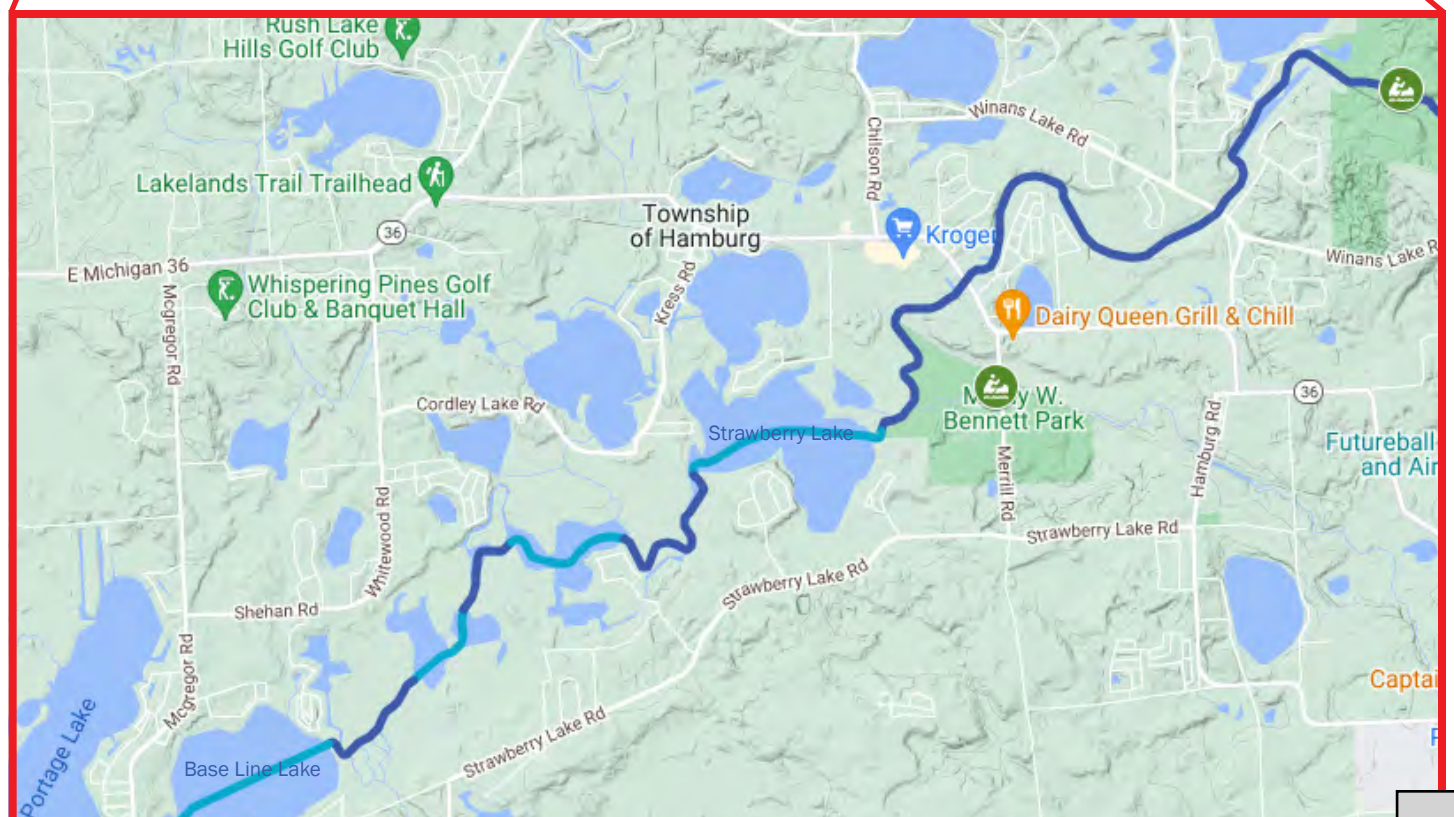 Rush Lake
Hills Golf Club
Winans Lake Rd
Chilson Rd
Lakelands Trail Trailhead
Township
of Hamburg
36
Kroger
E Michigan 36
Winans Lake R
Whispering Pines Golf
Club & Banquet Hall
Mcgregor Rd
Kress Rd
Dairy Queen Grill & Chill
Cordley Lake Rd
36
M y W.
Bennett Park
Strawberry Lake
Hamburg Rd
Futureball
and Air
Merrill Rd
Whitewood Rd
Strawberry Lake Rd
Strawberry Lake Rd
Shehan Rd
Mcgregor Rd
Captai
Portage Lake
Strawberry Lake Rd
Base Line Lake